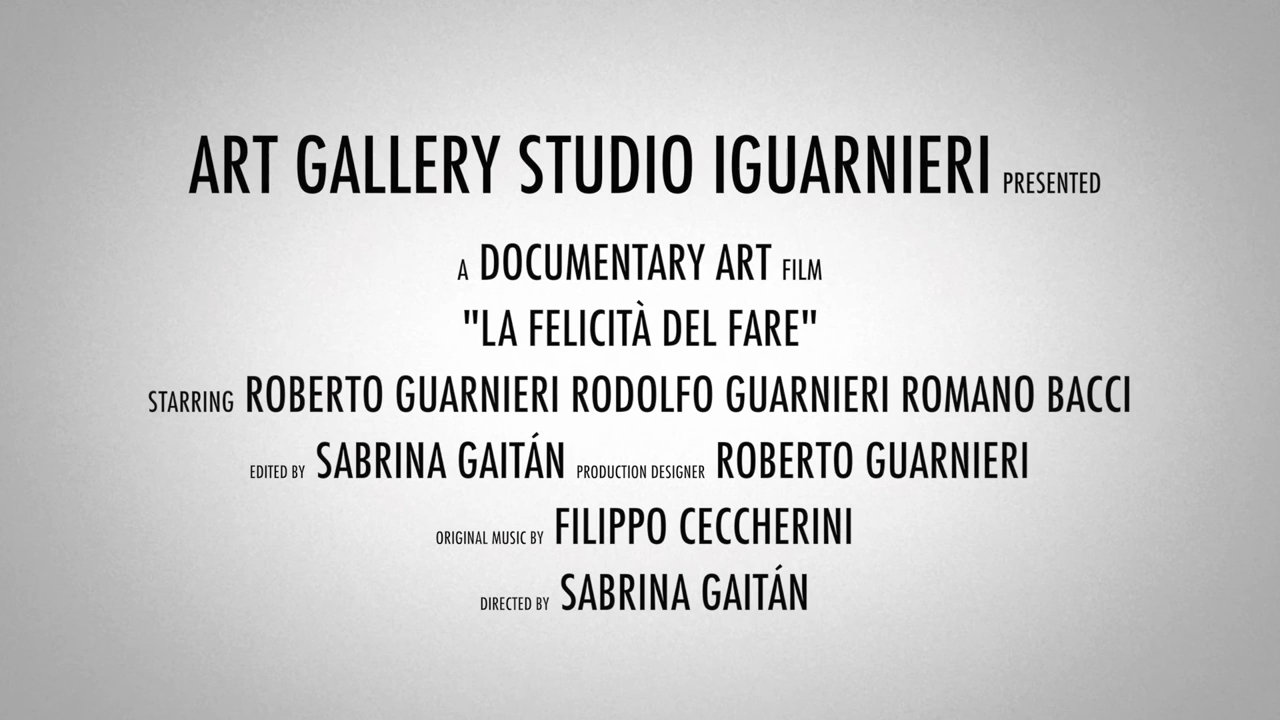 ART GALLERY STUDIO IGUARNIERI PRESENTED
A DOCUMENTARY ART FILM
"LA FELICITÀ DEL FARE"
STARRING ROBERTO GUARNIERI RODOLFO GUARNIERI ROMANO BACCI
EDITED BY SABRINA GAITÁN PRODUCTION DESIGNER ROBERTO GUARNIERI
ORIGINAL MUSIC BY FILIPPO CECCHERINI
DIRECTED BY SABRINA GAITÁN